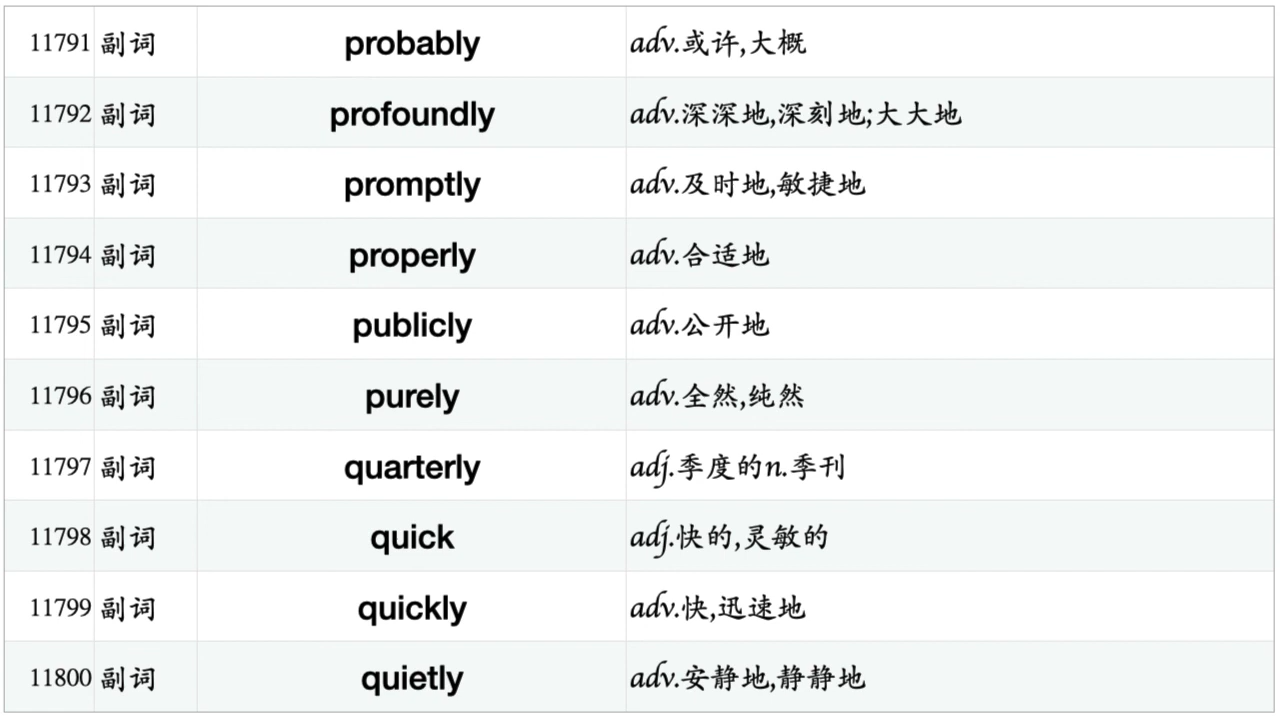 11791 副词 probably adv.或许,大概
11792 副词 profoundly adv.深深地,深刻地;大大地
11793 副词 promptly adv.及时地,敏捷地
11794 副词 properly adv.合适地
11795 副词 publicly adv.公开地
11796 副词 purely adv.全然,纯然
11797 副词 quarterly adj.季度的n.季刊
11798 副词 quick adj.快的,灵敏的
11799 副词 quickly adv.快,迅速地
11800 副词 quietly adv.安静地,静静地